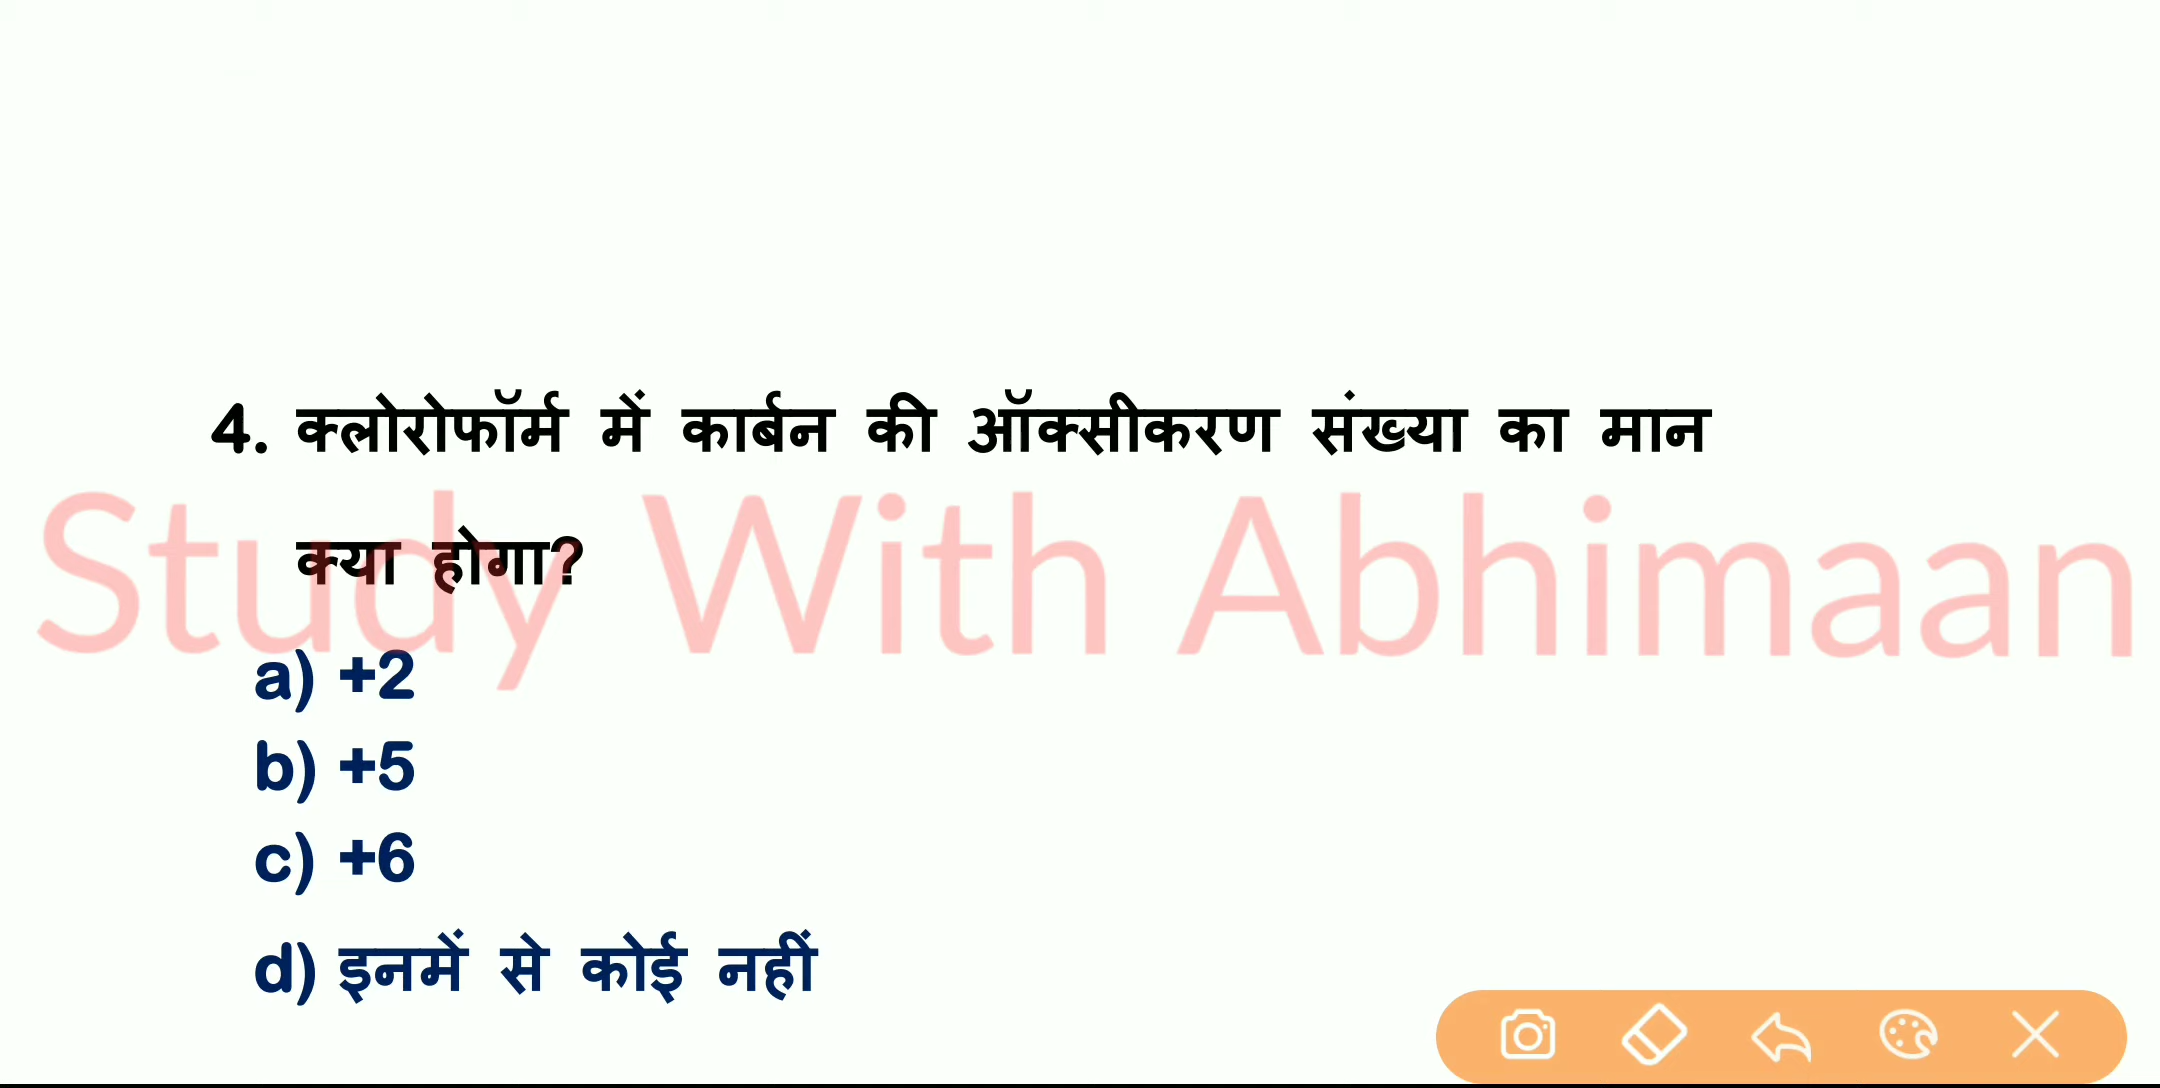 4. क्लोरोफॉर्म में कार्बन की ऑक्सीकरण संख्या का मान
क्या होगा?
Study With Abhimaan
a) +2
b) +5
c) +6
d) इनमें से कोई नहीं